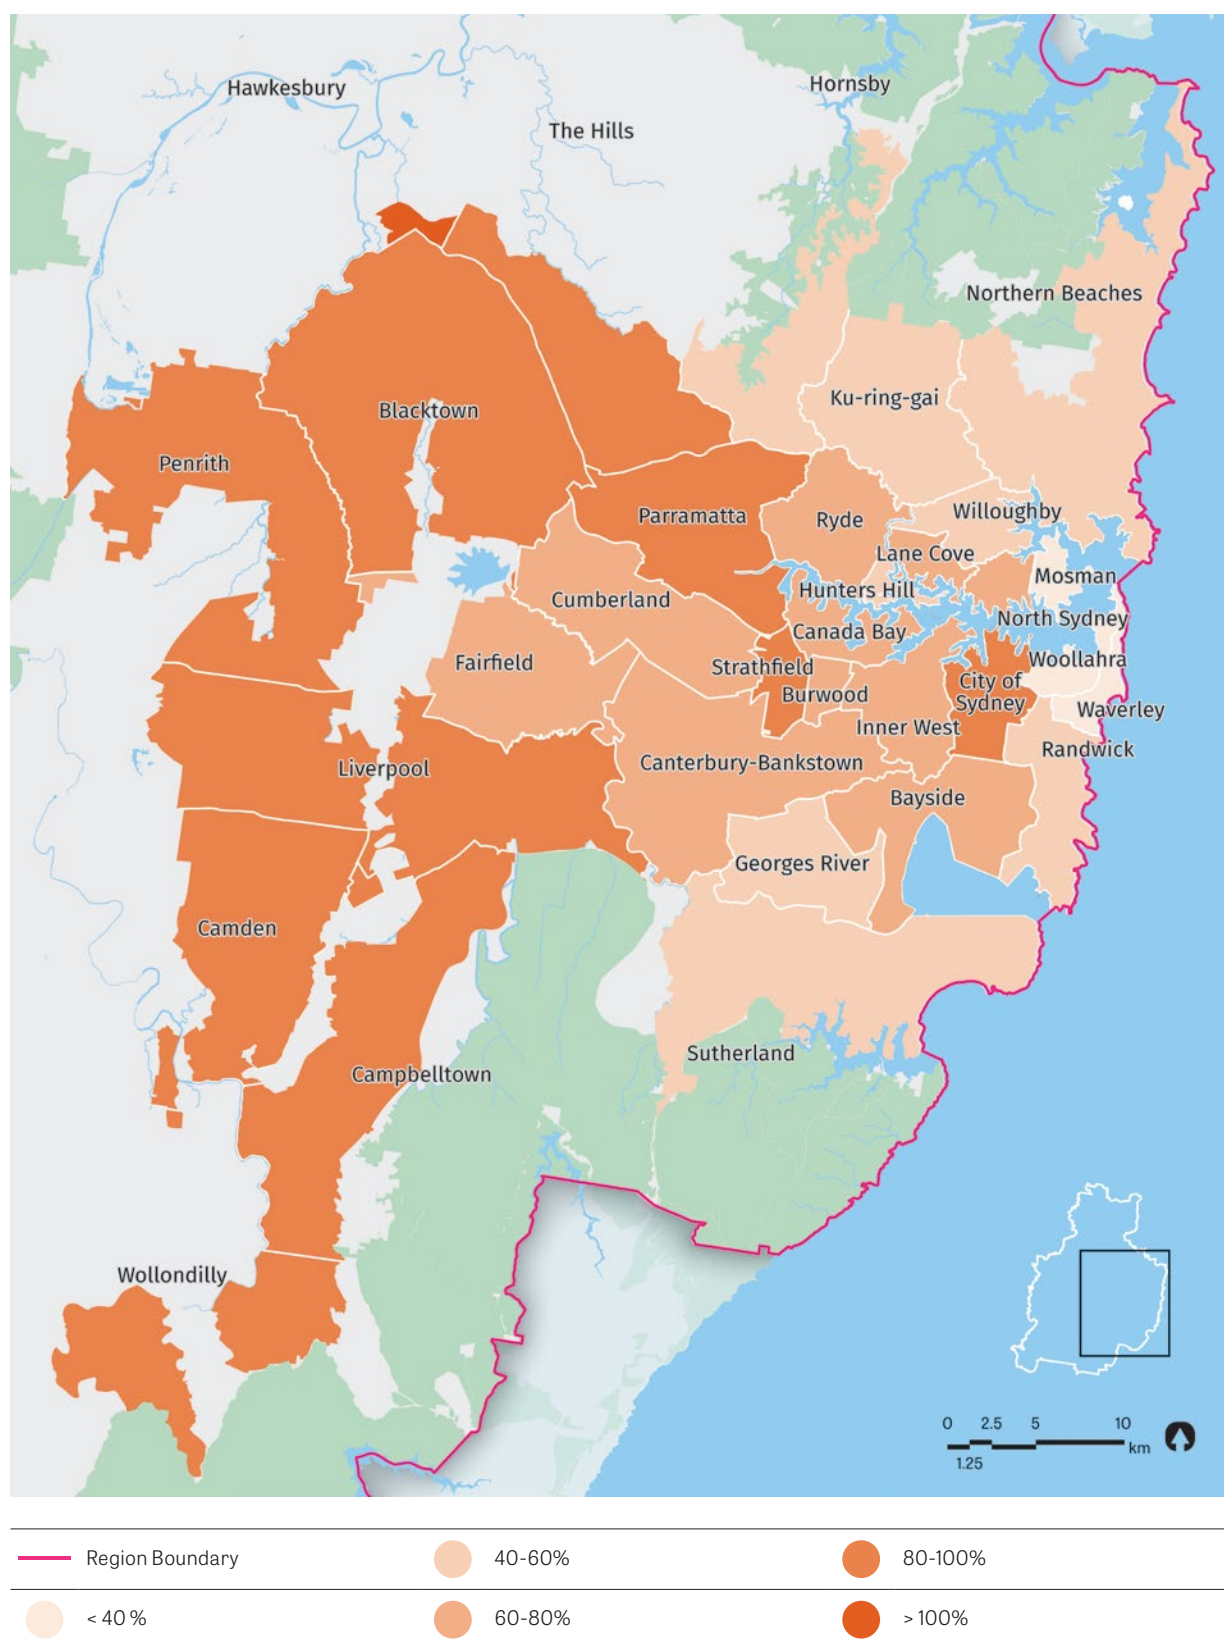 Hawkesbury
Hornsby
The Hills
Northern Beaches
Ku-ring-gai
Blacktown
Penrith
Parramatta
Ryde
Willoughby
Lane Cove
Mosman
Hunters Hill
Cumberland
North Sydney
Canada Bay
Fairfield
Strathfield
Woollahra
City of
Sydney
Burwood
Waverley
Inner West
Randwick
Canterbury-Bankstown
Liverpool
Bayside
Georges River
Camden
Sutherland
Campbelltown
Wollondilly
0 2.5 5 10
km
1.25
Region Boundary
40-60%
80-100%
< 40 %
60-80%
> 100%